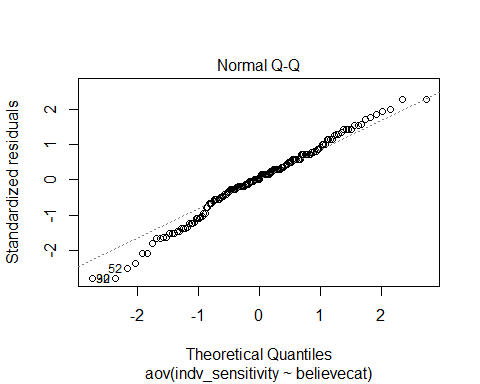 Normal Q-Q
Standardized residuals
2
1
0
-1
-2
52
-2 -1 0 1 2
Theoretical Quantiles
aov(indv_sensitivity ~ believecat)